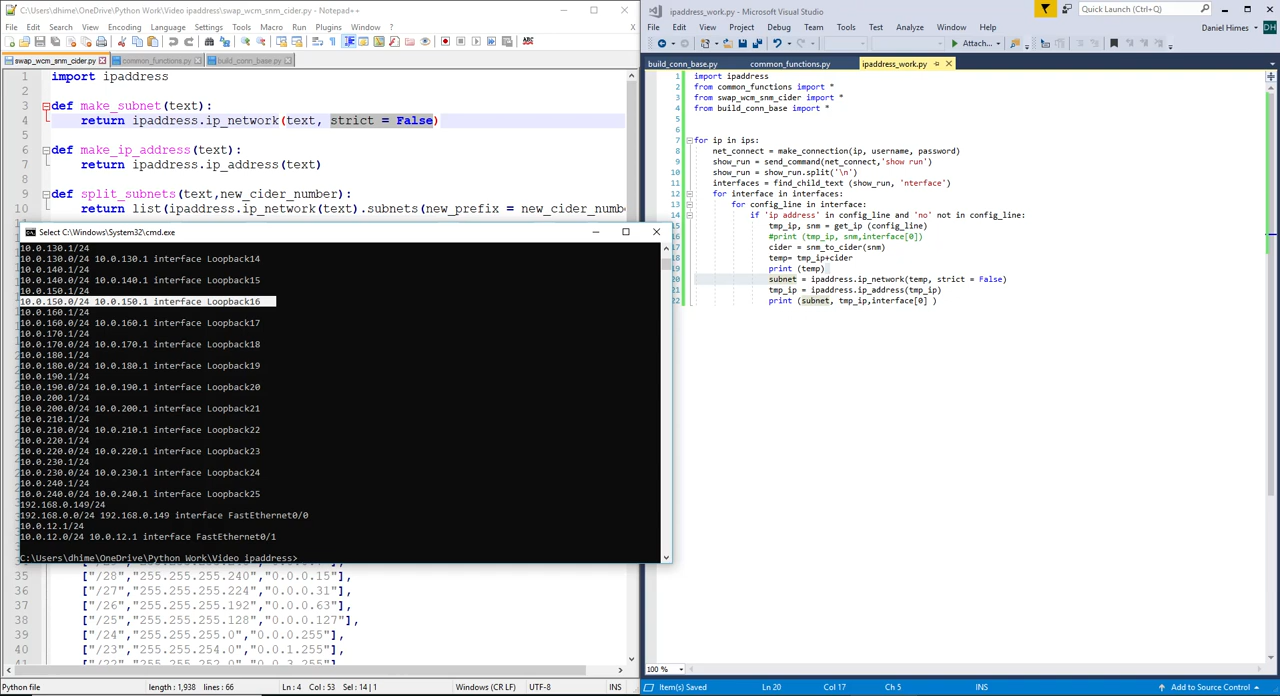 C:\Users\dhime\OneDrive\Python Work\Video ipaddress\swap_wcm_snm_cider.py - Notepad++
File Edit Search View Encoding Language Settings Tools Macro Run Plugins Window ?
swap_wcm_snm_cider.py common_functions.py build_conn_base.py
1 import ipaddress
2
3 def make_subnet(text):
4 return ipaddress.ip_network(text, strict = False)
5
6 def make_ip_address(text):
7 return ipaddress.ip_address(text)
8
9 def split_subnets(text,new_cider_number):
10 return list(ipaddress.ip_network(text).subnets(new_prefix = new_cider_numb
Select C:\Windows\System32\cmd.exe
10.0.130.1/24
10.0.130.0/24 10.0.130.1 interface Loopback14
10.0.140.1/24
10.0.140.0/24 10.0.140.1 interface Loopback15
10.0.150.1/24
10.0.150.0/24 10.0.150.1 interface Loopback16
10.0.160.1/24
10.0.160.0/24 10.0.160.1 interface Loopback17
10.0.170.1/24
10.0.170.0/24 10.0.170.1 interface Loopback18
10.0.180.1/24
10.0.180.0/24 10.0.180.1 interface Loopback19
10.0.190.1/24
10.0.190.0/24 10.0.190.1 interface Loopback20
10.0.200.1/24
10.0.200.0/24 10.0.200.1 interface Loopback21
10.0.210.1/24
10.0.210.0/24 10.0.210.1 interface Loopback22
10.0.220.1/24
10.0.220.0/24 10.0.220.1 interface Loopback23
10.0.230.1/24
10.0.230.0/24 10.0.230.1 interface Loopback24
10.0.240.1/24
10.0.240.0/24 10.0.240.1 interface Loopback25
192.168.0.149/24
192.168.0.0/24 192.168.0.149 interface FastEthernet0/0
10.0.12.1/24
10.0.12.0/24 10.0.12.1 interface FastEthernet0/1
C:\Users\dhime\OneDrive\Python Work\Video ipaddress>
35 ["/28","255.255.255.240","0.0.0.15"],
36 ["/27","255.255.255.224","0.0.0.31"],
37 ["/26","255.255.255.192","0.0.0.63"],
38 ["/25","255.255.255.128","0.0.0.127"],
39 ["/24","255.255.255.0","0.0.0.255"],
40 ["/23","255.255.254.0","0.0.1.255"],
Python file length : 1,938 lines : 66 Ln : 4 Col : 53 Sel : 14 | 1 Windows (CR LF) UTF-8 INS
ipaddress_work.py - Microsoft Visual Studio
Quick Launch (Ctrl+Q)
File Edit View Project Debug Team Tools Test Analyze Window Help
Daniel Himes DH
Attach...
build_conn_base.py common_functions.py ipaddress_work.py
1 import ipaddress
2 from common_functions import *
3 from swap_wcm_snm_cider import *
4 from build_conn_base import *
5
6
7 for ip in ips:
8 net_connect = make_connection(ip, username, password)
9 show_run = send_command(net_connect,'show run')
10 show_run = show_run.split('\n')
11 interfaces = find_child_text (show_run, 'nterface')
12 for interface in interfaces:
13 for config_line in interface:
14 if 'ip address' in config_line and 'no' not in config_line:
15 tmp_ip, snm = get_ip (config_line)
16 #print (tmp_ip, snm,interface[0])
17 cider = snm_to_cider(snm)
18 temp= tmp_ip+cider
19 print (temp)
20 subnet = ipaddress.ip_network(temp, strict = False)
21 tmp_ip = ipaddress.ip_address(tmp_ip)
22 print (subnet, tmp_ip,interface[0] )
100 %
Item(s) Saved Ln 20 Col 17 Ch 5 INS Add to Source Control